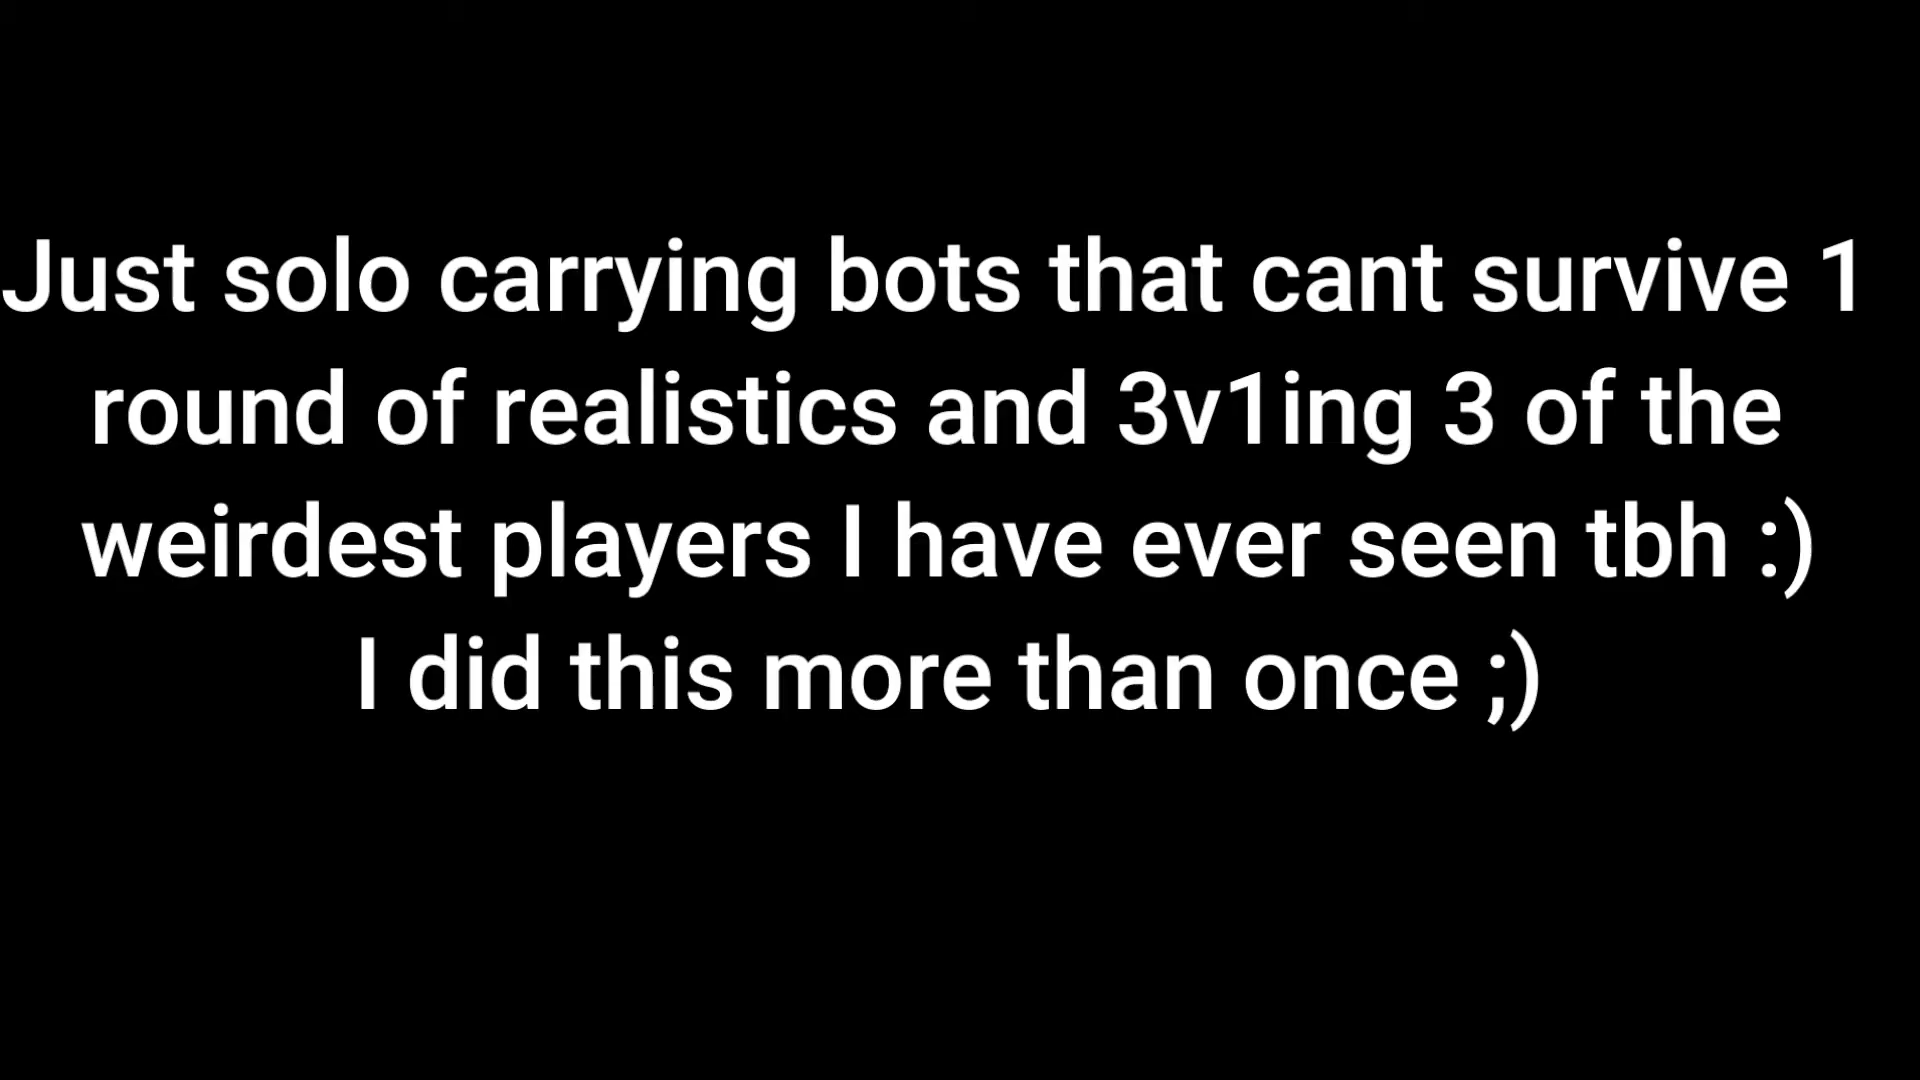 Just solo carrying bots that cant survive 1
round of realistics and 3v1ing 3 of the
weirdest players I have ever seen tbh :)
I did this more than once ;)